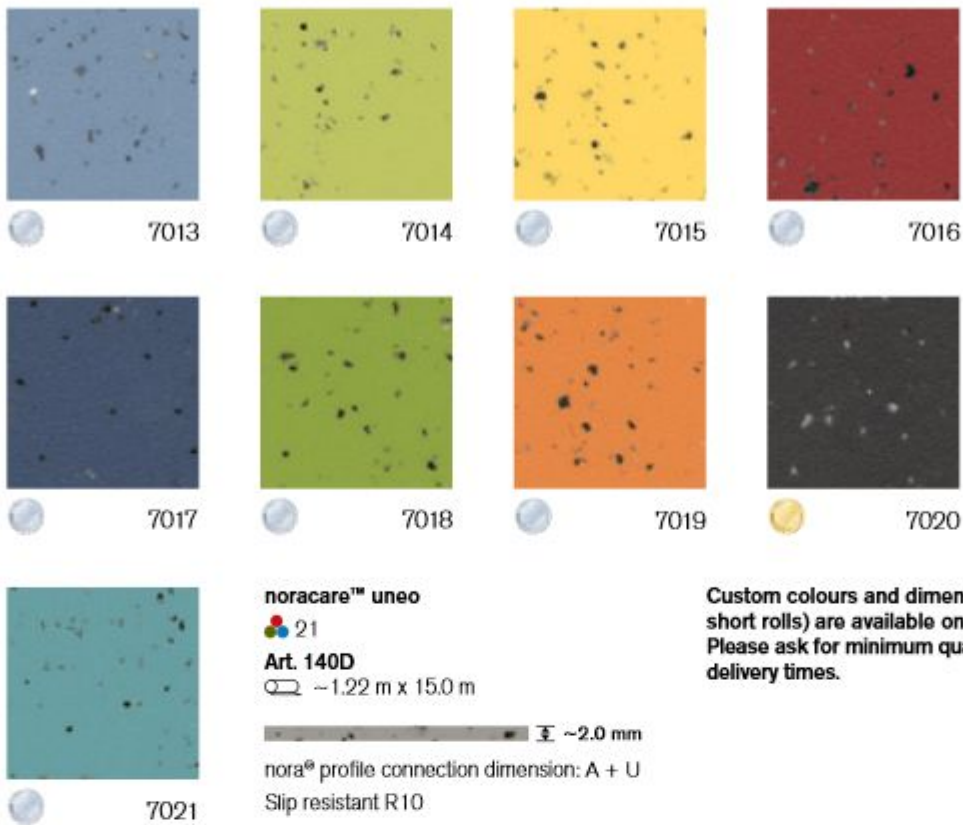 7013
7014
7015
7016
7017
7018
7019
7020
7021
noracare™ uneo
21
Art. 140D
~1.22 m x 15.0 m
~2.0 mm
nora® profile connection dimension: A + U
Slip resistant R10
Custom colours and dimen
short rolls) are available on
Please ask for minimum qua
delivery times.